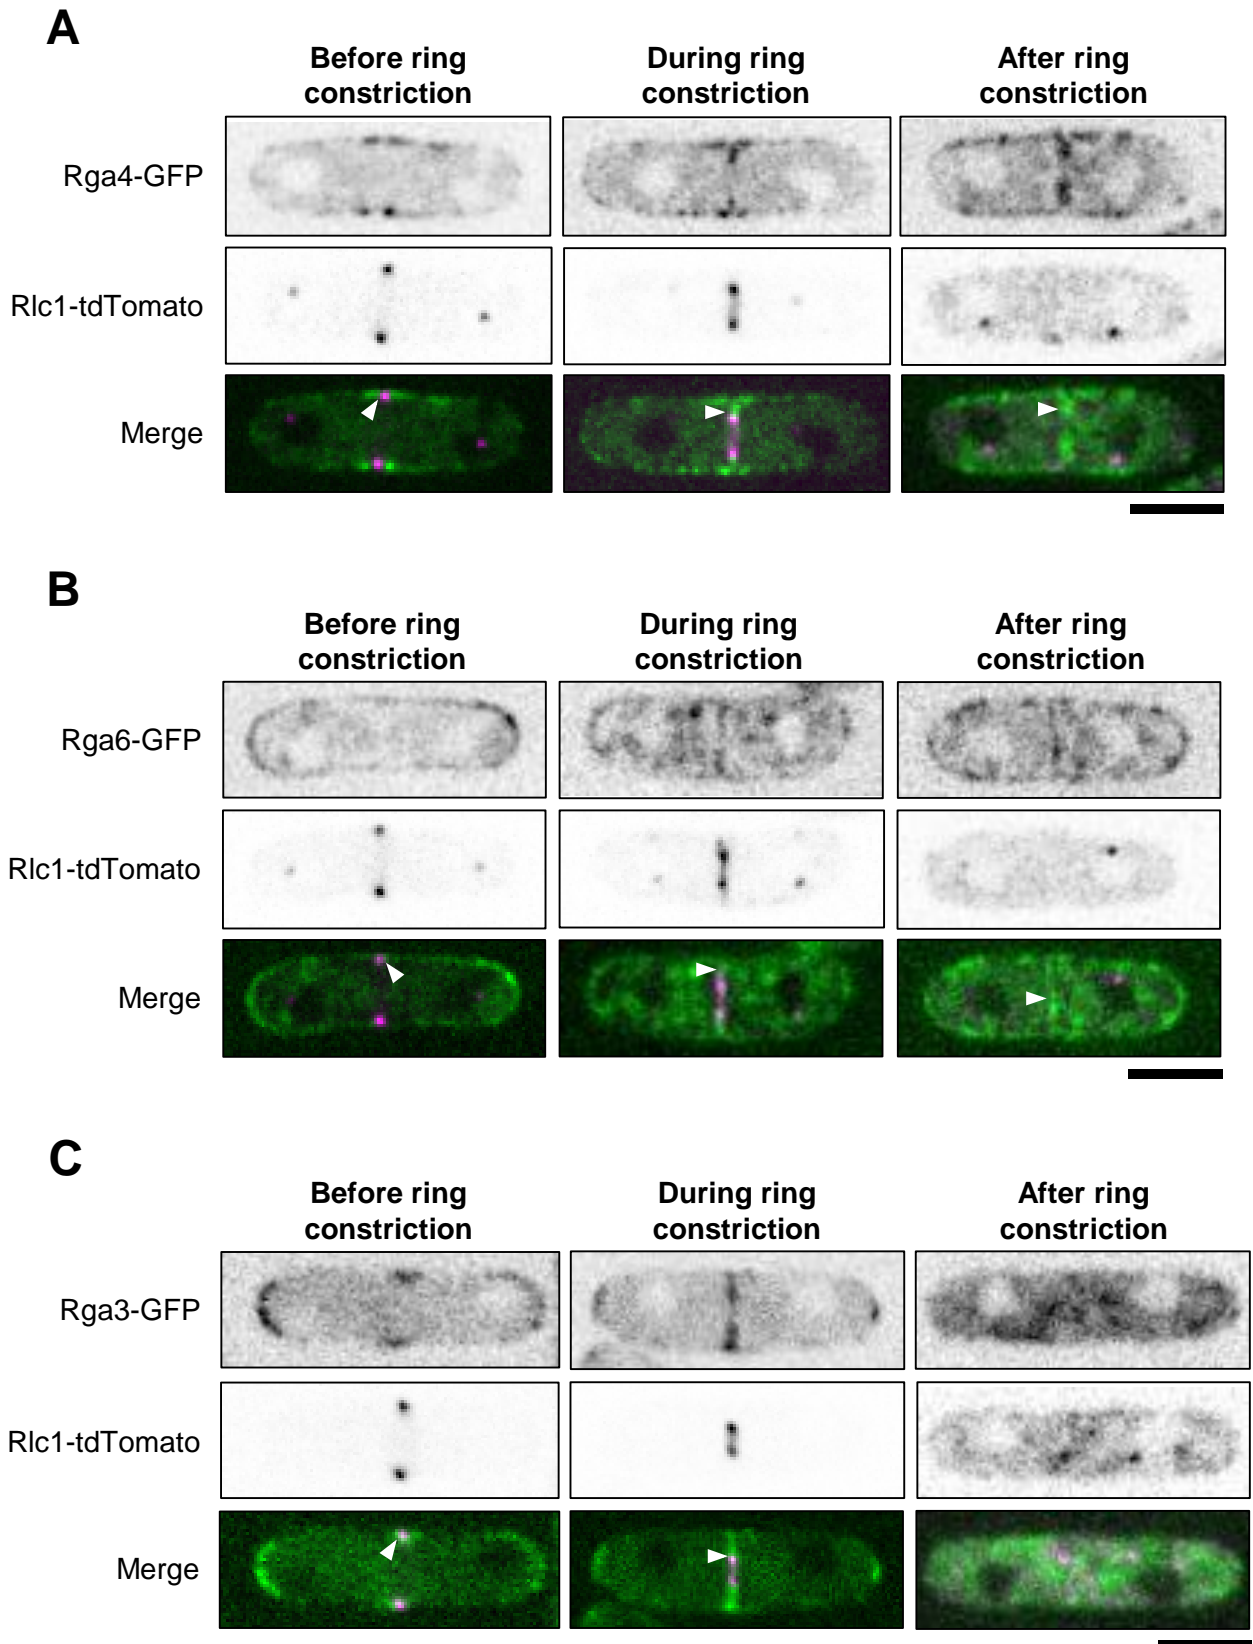 A
Before ring
constriction
During ring
constriction
After ring
constriction
Rga4-GFP
Rlc1-tdTomato
Merge
B
Before ring
constriction
During ring
constriction
After ring
constriction
Rga6-GFP
Rlc1-tdTomato
Merge
C
Before ring
constriction
During ring
constriction
After ring
constriction
Rga3-GFP
Rlc1-tdTomato
Merge